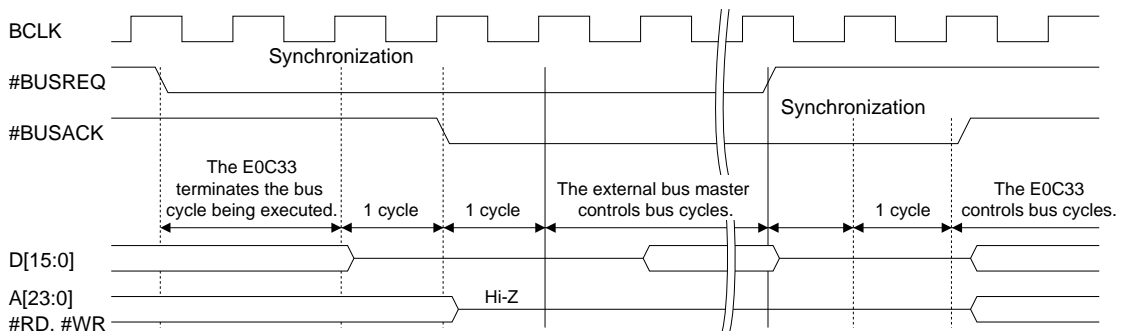 BCLK
Synchronization
#BUSREQ
Synchronization
#BUSACK
The E0C33
terminates the bus
cycle being executed.
1 cycle
1 cycle
The external bus master
controls bus cycles.
1 cycle
The E0C33
controls bus cycles.
D[15:0]
A[23:0]
Hi-Z
#RD, #WR